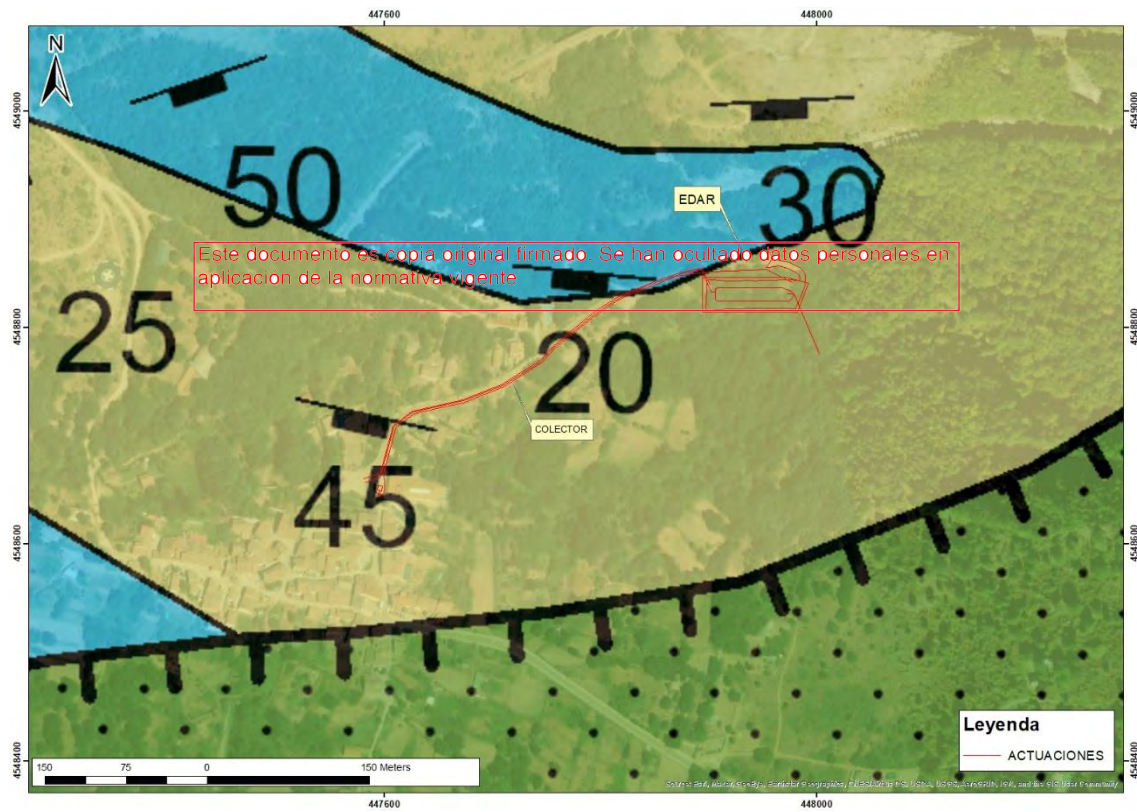 447600
448000
N
4549000
4549000
50
30
EDAR
Este documento es copia original firmado. Se han ocultado datos personales en
aplicación de la normativa vigente
25
4548800
4548800
20
COLECTOR
45
4548600
4548600
Leyenda
ACTUACIONES
150 75 0 150 Meters
4548400
4548400
447600
448000